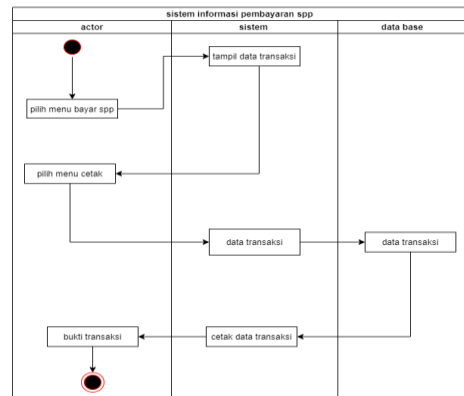 sistem informasi pembayaran spp
actor
sistem
data base
tampil data transaksi
pilih menu bayar spp
pilih menu cetak
data transaksi
data transaksi
bukti transaksi
cetak data transaksi